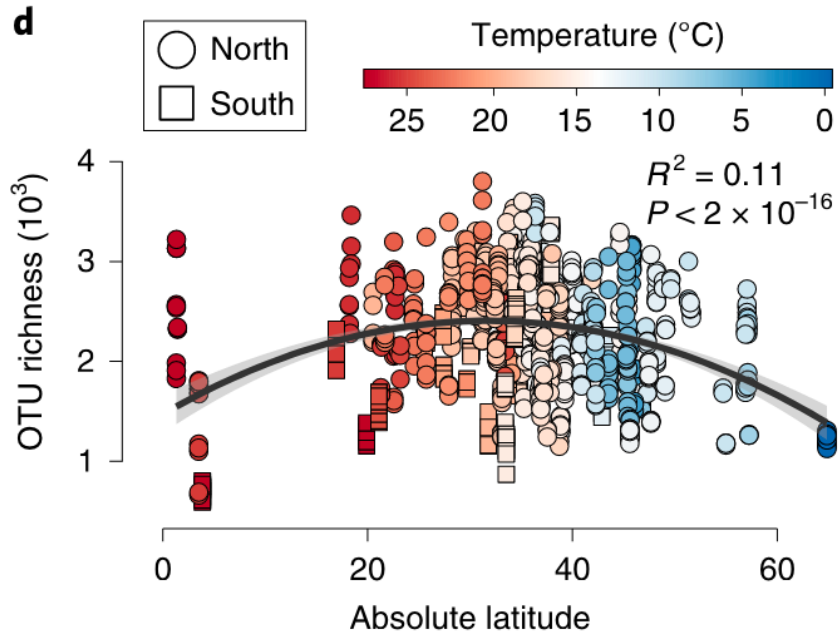 d
North
South
Temperature (°C)
25 20 15 10 5 0
R² = 0.11
P < 2 × 10⁻¹⁶
OTU richness (10³)
4
3
2
1
0 20 40 60
Absolute latitude